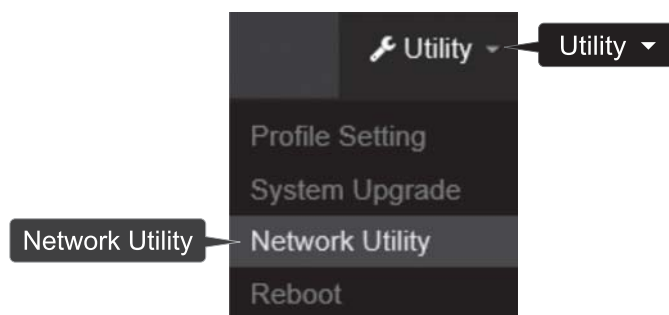 Utility
Utility
Profile Setting
System Upgrade
Network Utility
Network Utility
Reboot